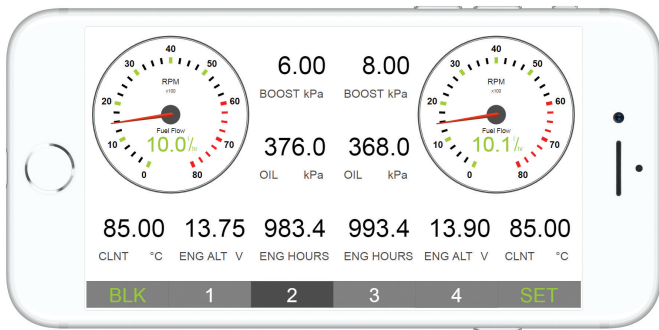 40
30 50
RPM
x100
20 60
Fuel Flow
10 10.0 70
0 80
6.00 8.00
BOOST kPa BOOST kPa
376.0 368.0
OIL kPa OIL kPa
40
30 50
RPM
x100
20 60
Fuel Flow
10 10.1 70
0 80
85.00 13.75 983.4 993.4 13.90 85.00
CLNT °C ENG ALT V ENG HOURS ENG HOURS ENG ALT V CLNT °C
BLK 1 2 3 4 SET